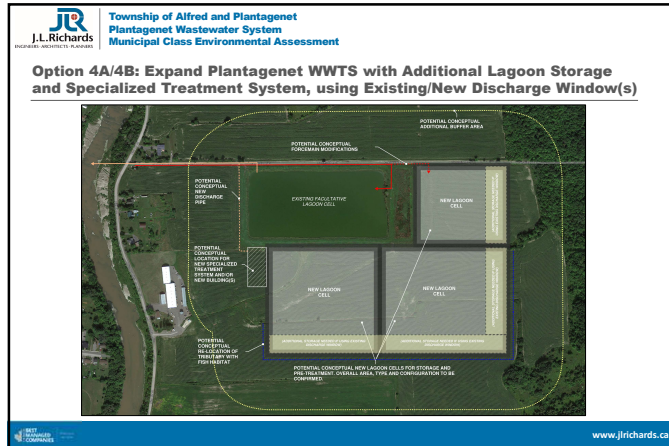 J.L.Richards
ENGINEERS · ARCHITECTS · PLANNERS
Township of Alfred and Plantagenet
Plantagenet Wastewater System
Municipal Class Environmental Assessment
Option 4A/4B: Expand Plantagenet WWTS with Additional Lagoon Storage
and Specialized Treatment System, using Existing/New Discharge Window(s)
POTENTIAL CONCEPTUAL
ADDITIONAL BUFFER AREA
POTENTIAL CONCEPTUAL
FORCEMAIN MODIFICATIONS
POTENTIAL
CONCEPTUAL
NEW
DISCHARGE
PIPE
EXISTING FACULTATIVE
LAGOON CELL
NEW LAGOON
CELL
POTENTIAL
CONCEPTUAL
LOCATION FOR
NEW SPECIALIZED
TREATMENT
SYSTEM AND/OR
NEW BUILDING(S)
NEW LAGOON
CELL
NEW LAGOON
CELL
POTENTIAL
CONCEPTUAL
RE-LOCATION OF
TRIBUTARY WITH
FISH HABITAT
POTENTIAL CONCEPTUAL NEW LAGOON CELLS FOR STORAGE AND
PRE-TREATMENT. OVERALL AREA, TYPE AND CONFIGURATION TO BE
CONFIRMED.
BEST
MANAGED
COMPANIES
www.jlrichards.ca